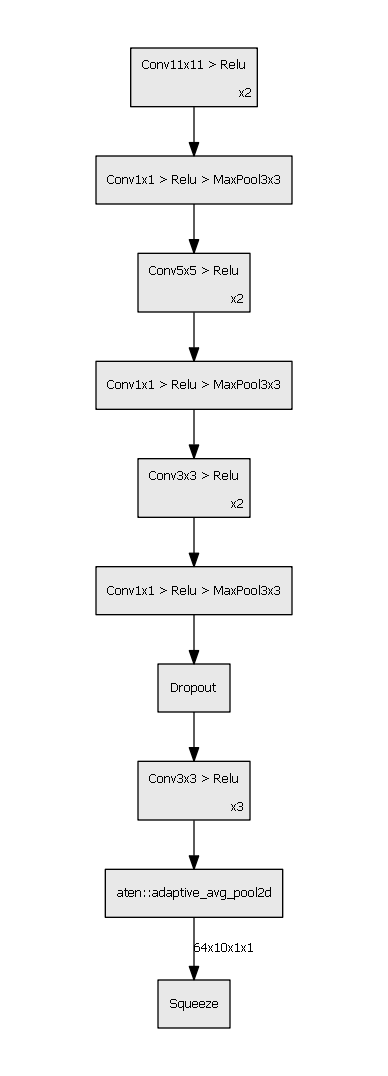 Conv11x11 > Relu
x2
Conv1x1 > Relu > MaxPool3x3
Conv5x5 > Relu
x2
Conv1x1 > Relu > MaxPool3x3
Conv3x3 > Relu
x2
Conv1x1 > Relu > MaxPool3x3
Dropout
Conv3x3 > Relu
x3
aten::adaptive_avg_pool2d
64x10x1x1
Squeeze